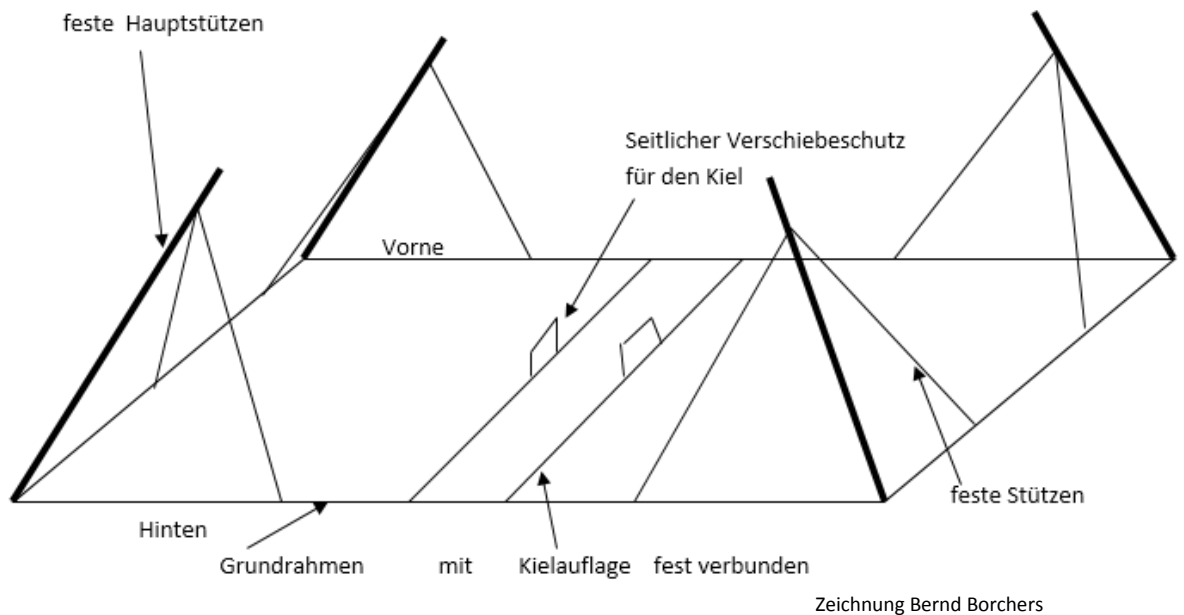 feste Hauptstützen
Seitlicher Verschiebeschutz
für den Kiel
Vorne
feste Stützen
Hinten
Grundrahmen mit Kielauflage fest verbunden
Zeichnung Bernd Borchers